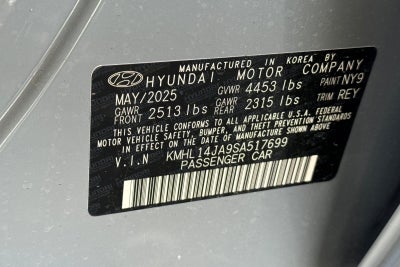 MANUFACTURED IN KOREA BY
HYUNDAI MOTOR COMPANY
MAY/2025 GVWR 4453 lbs PAINT NY9
GAWR FRONT 2513 lbs GAWR REAR 2315 lbs TRIM REY
THIS VEHICLE CONFORMS TO ALL APPLICABLE U.S.A. FEDERAL
MOTOR VEHICLE SAFETY, BUMPER, AND THEFT PREVENTION
STANDARDS IN EFFECT ON THE DATE OF MANUFACTURE SHOWN ABOVE.
V.I.N KMHL14JA9SA517699
PASSENGER CAR